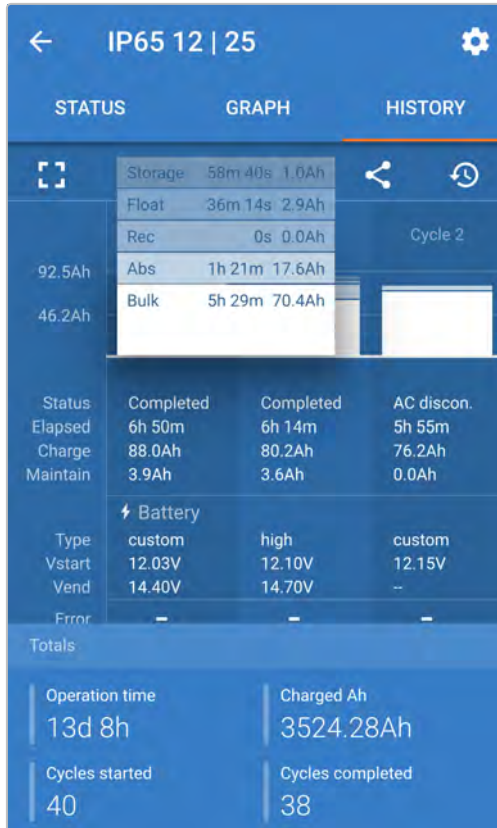 IP65 12 | 25
STATUS GRAPH HISTORY
Storage 58m 40s 1.0Ah
Float 36m 14s 2.9Ah
Rec 0s 0.0Ah
Abs 1h 21m 17.6Ah
Bulk 5h 29m 70.4Ah
Cycle 2
92.5Ah
46.2Ah
Status Completed Completed AC discon.
Elapsed 6h 50m 6h 14m 5h 55m
Charge 88.0Ah 80.2Ah 76.2Ah
Maintain 3.9Ah 3.6Ah 0.0Ah
Battery
Type custom high custom
Vstart 12.03V 12.10V 12.15V
Vend 14.40V 14.70V --
Error – – –
Totals
Operation time Charged Ah
13d 8h 3524.28Ah
Cycles started Cycles completed
40 38